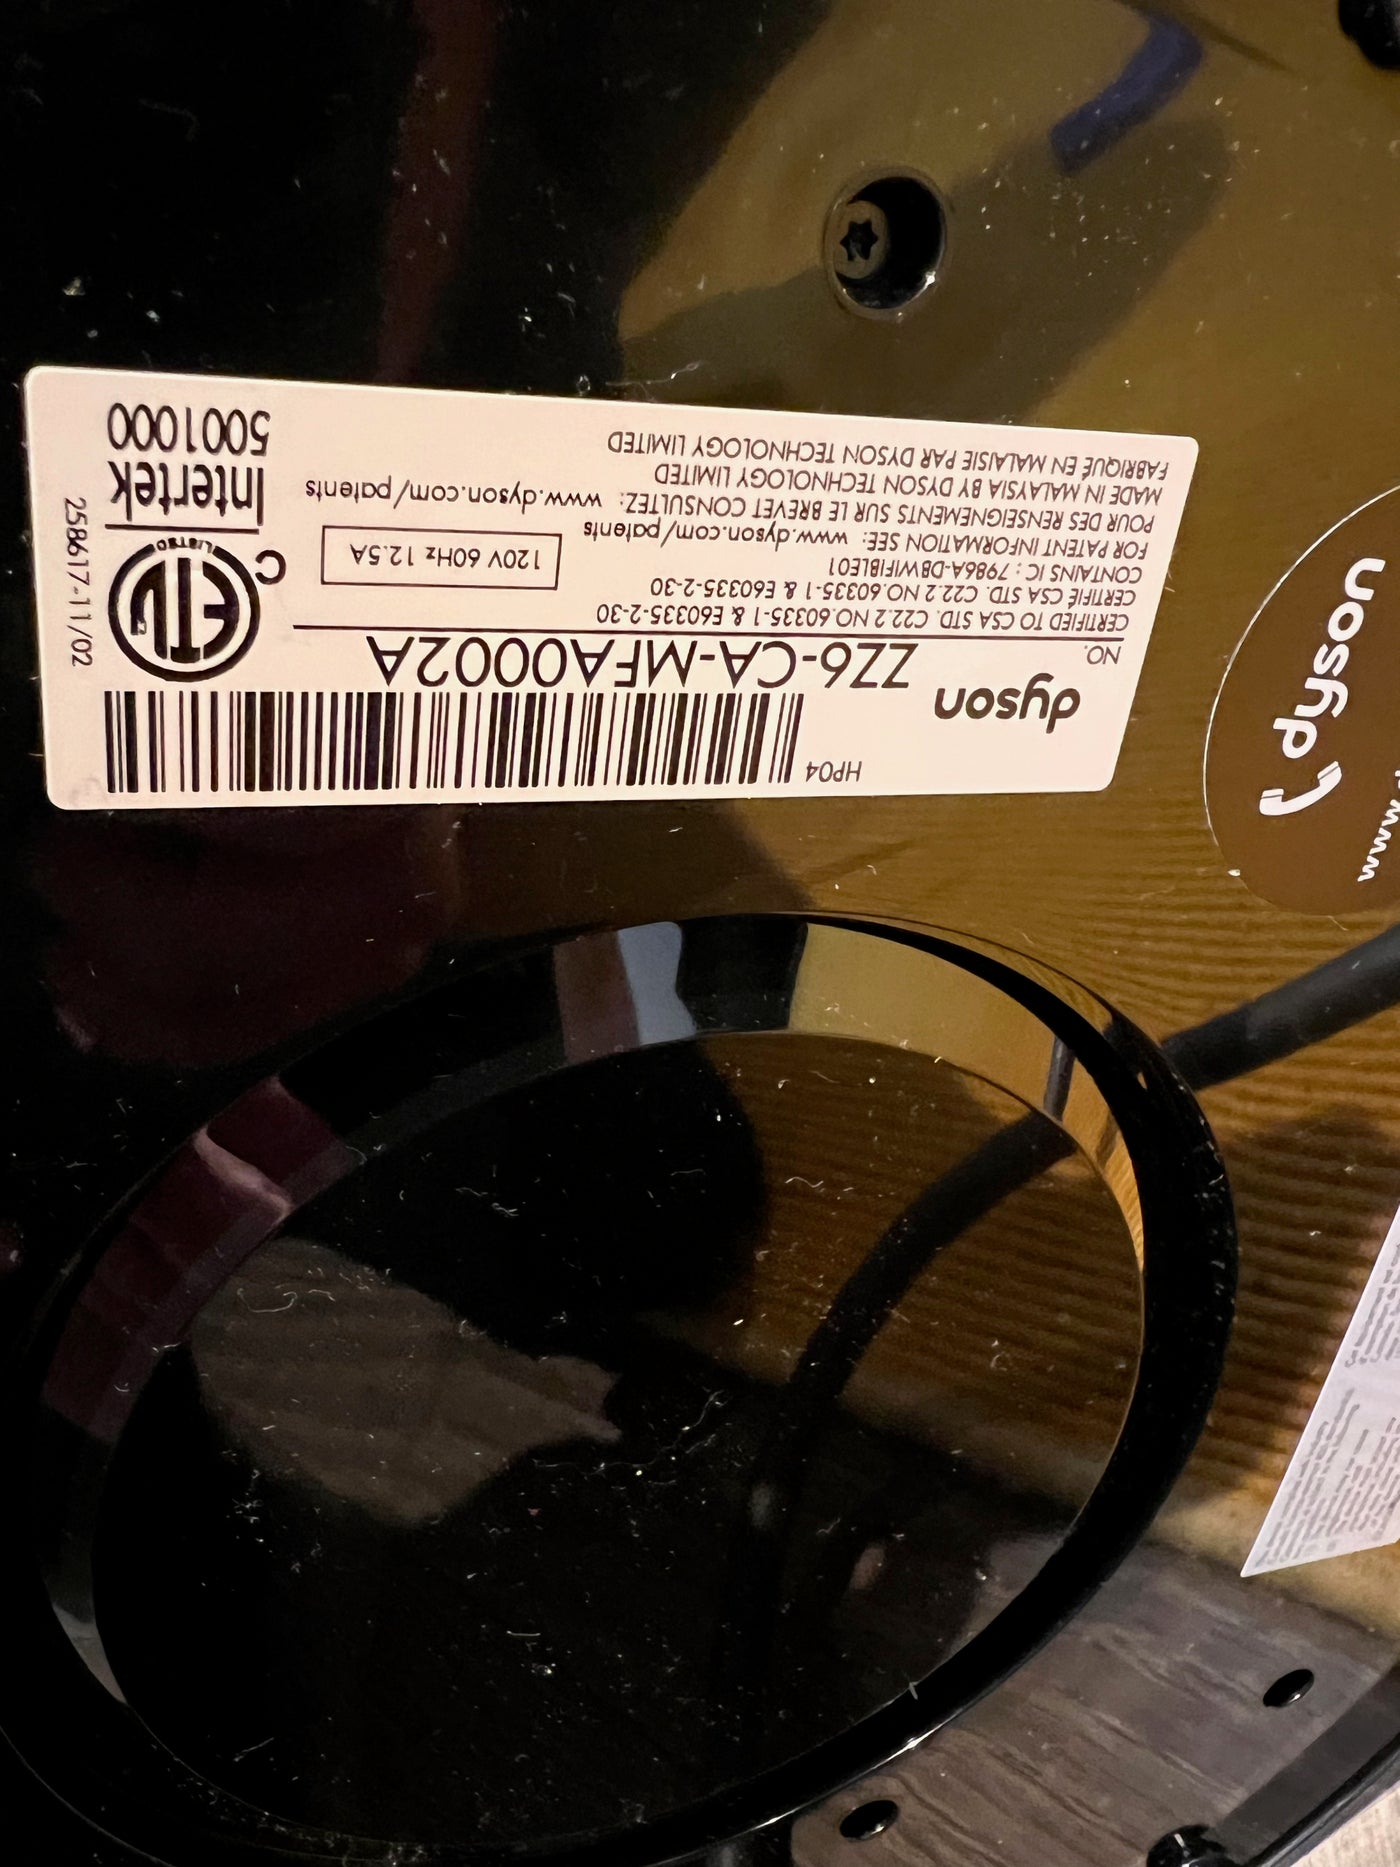 HP04
dyson
NO.
ZZ6-CA-MFA0002A
CERTIFIED TO CSA STD. C22.2 NO.60335-1 & E60335-2-30
CERTIFIÉ CSA STD. C22.2 NO.60335-1 & E60335-2-30
CONTAINS IC : 7986A-DBWIFIBLE01
FOR PATENT INFORMATION SEE: www.dyson.com/patents
POUR DES RENSEIGNEMENTS SUR LE BREVET CONSULTEZ: www.dyson.com/patents
MADE IN MALAYSIA BY DYSON TECHNOLOGY LIMITED
FABRIQUÉ EN MALAISIE PAR DYSON TECHNOLOGY LIMITED
120V 60Hz 12.5A
C
ETL
LISTED
Intertek
5001000
258617-11/02
dyson
www